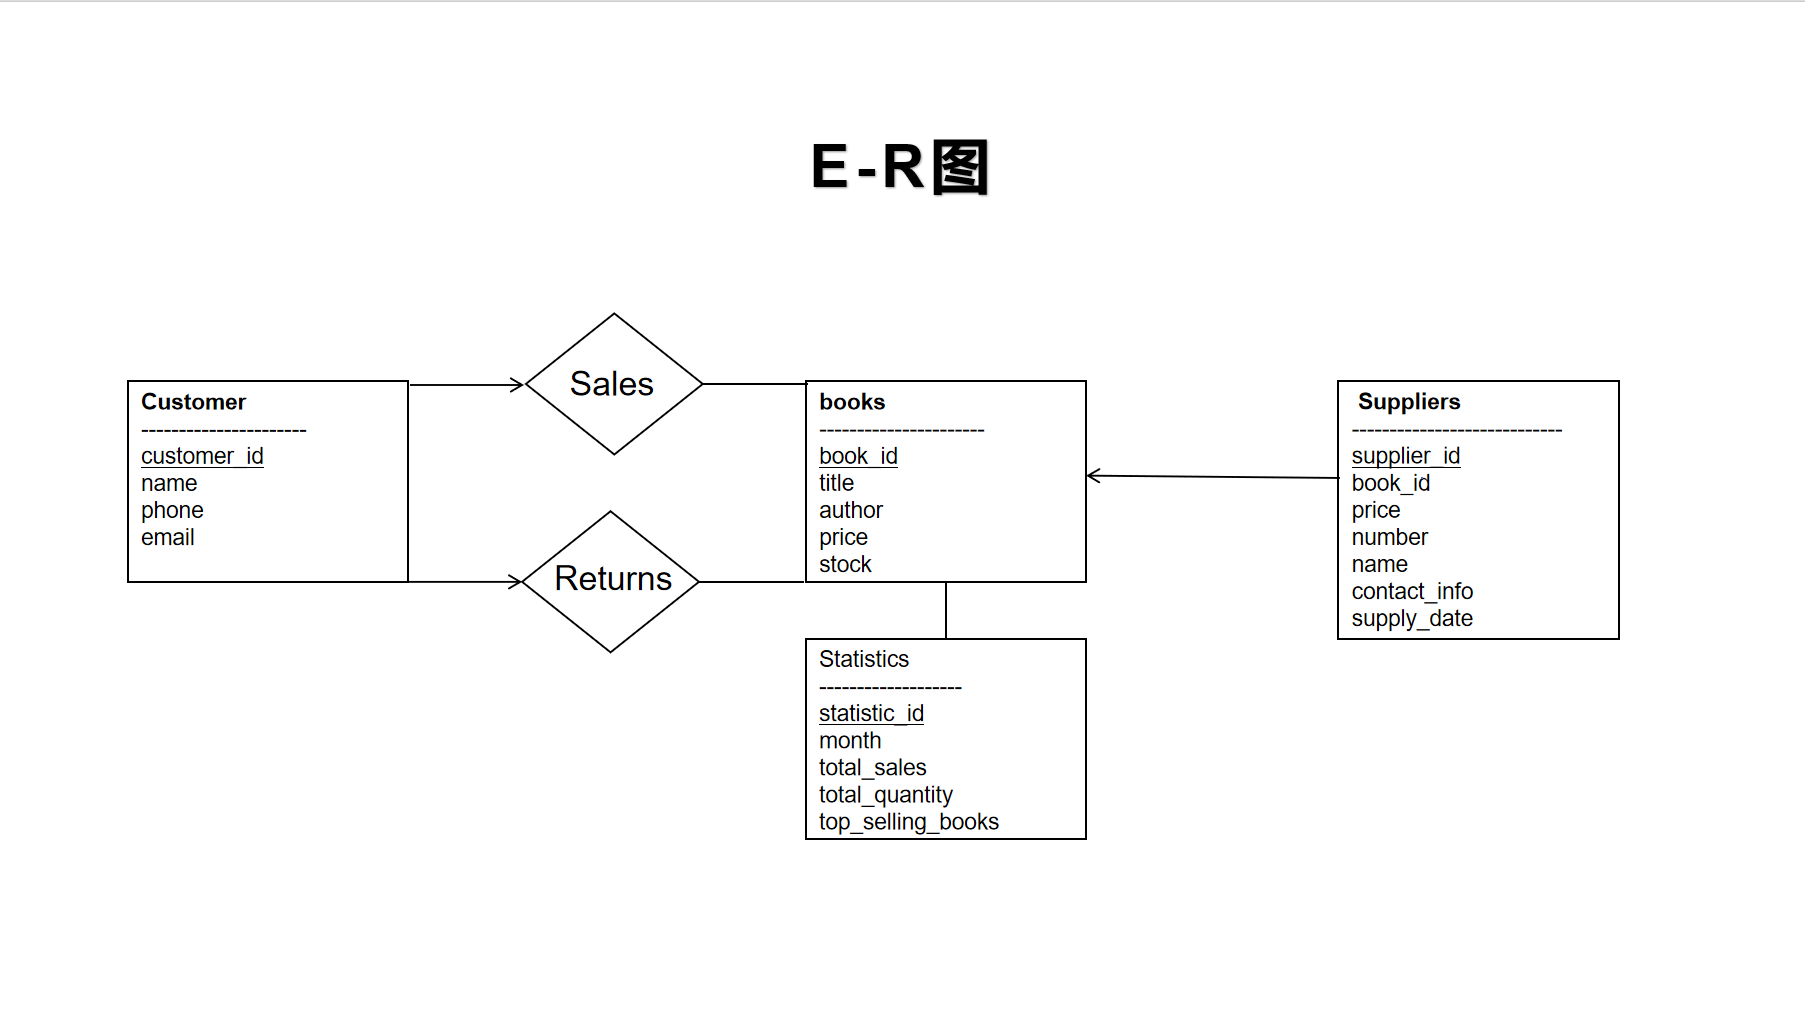 E-R图
Sales
Customer
----------------------
customer_id
name
phone
email
books
----------------------
book_id
title
author
price
stock
Suppliers
----------------------------
supplier_id
book_id
price
number
name
contact_info
supply_date
Returns
Statistics
-------------------
statistic_id
month
total_sales
total_quantity
top_selling_books